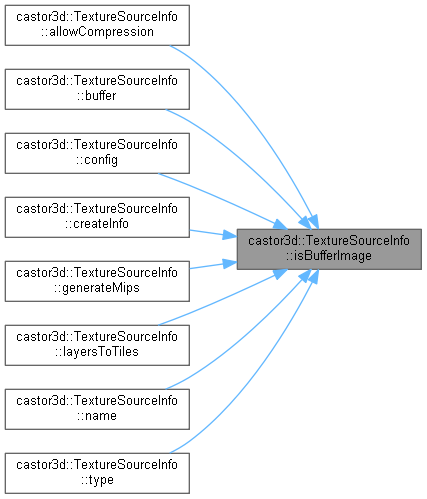 castor3d::TextureSourceInfo
::allowCompression
castor3d::TextureSourceInfo
::buffer
castor3d::TextureSourceInfo
::config
castor3d::TextureSourceInfo
::createInfo
castor3d::TextureSourceInfo
::isBufferImage
castor3d::TextureSourceInfo
::generateMips
castor3d::TextureSourceInfo
::layersToTiles
castor3d::TextureSourceInfo
::name
castor3d::TextureSourceInfo
::type